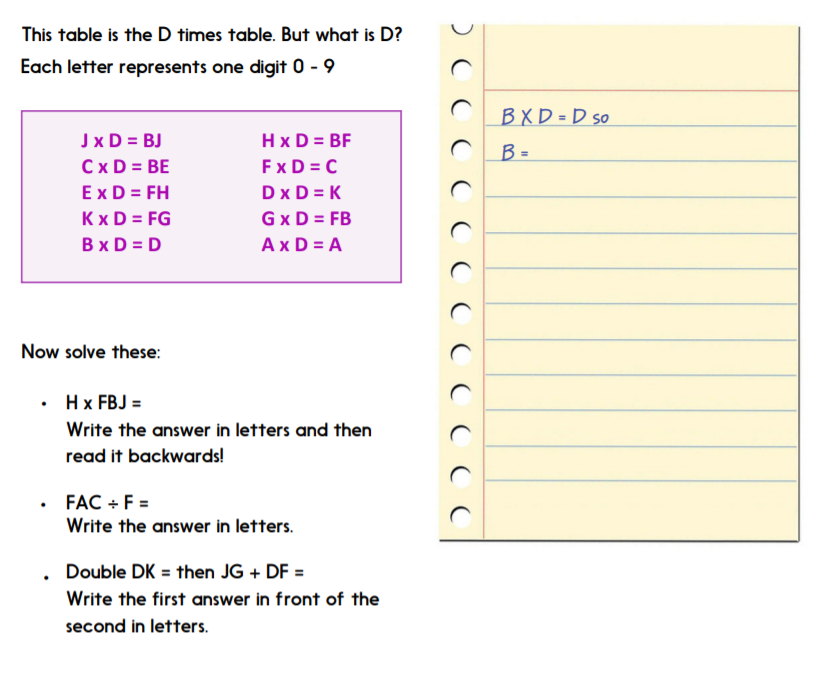 This table is the D times table. But what is D?
Each letter represents one digit 0 - 9
J x D = BJ
C x D = BE
E x D = FH
K x D = FG
B x D = D
H x D = BF
F x D = C
D x D = K
G x D = FB
A x D = A
B X D = D so
B =
Now solve these:
• H x FBJ =
Write the answer in letters and then
read it backwards!
• FAC ÷ F =
Write the answer in letters.
• Double DK = then JG + DF =
Write the first answer in front of the
second in letters.